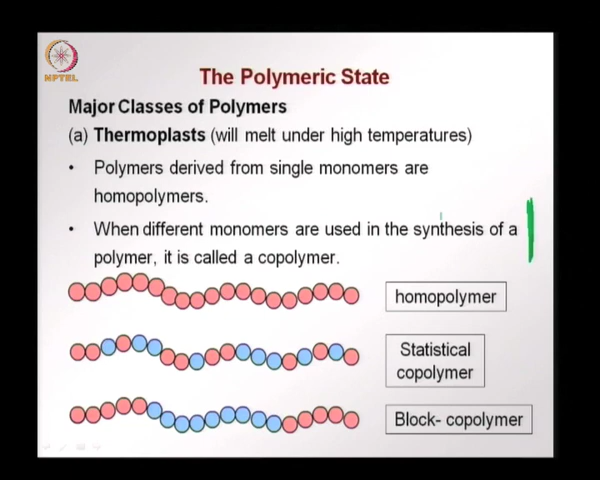 NPTEL
The Polymeric State
Major Classes of Polymers
(a) Thermoplasts (will melt under high temperatures)
• Polymers derived from single monomers are
homopolymers.
• When different monomers are used in the synthesis of a
polymer, it is called a copolymer.
homopolymer
Statistical
copolymer
Block- copolymer